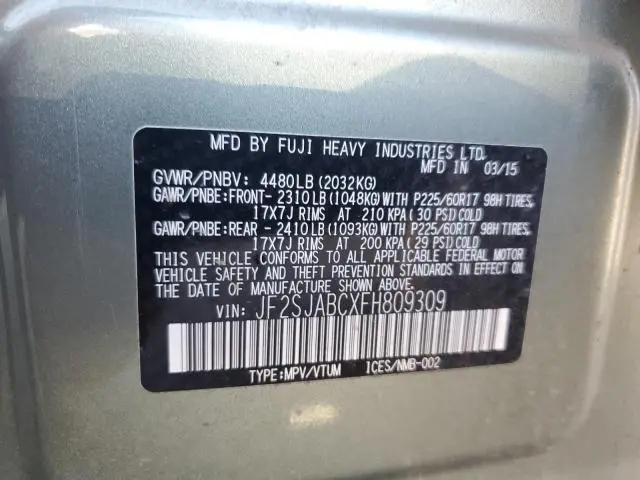 MFD BY FUJI HEAVY INDUSTRIES LTD.
MFD IN 03/15
GVWR/PNBV: 4480LB (2032KG)
GAWR/PNBE:FRONT- 2310LB (1048KG) WITH P225/60R17 98H TIRES,
17X7J RIMS AT 210 KPA ( 30 PSI) COLD
GAWR/PNBE:REAR - 2410LB (1093KG) WITH P225/60R17 98H TIRES,
17X7J RIMS AT 200 KPA ( 29 PSI) COLD
THIS VEHICLE CONFORMS TO ALL APPLICABLE FEDERAL MOTOR
VEHICLE SAFETY AND THEFT PREVENTION STANDARDS IN EFFECT ON
THE DATE OF MANUFACTURE SHOWN ABOVE.
VIN: JF2SJABCXFH809309
TYPE:MPV/VTUM ICES/NMB-002